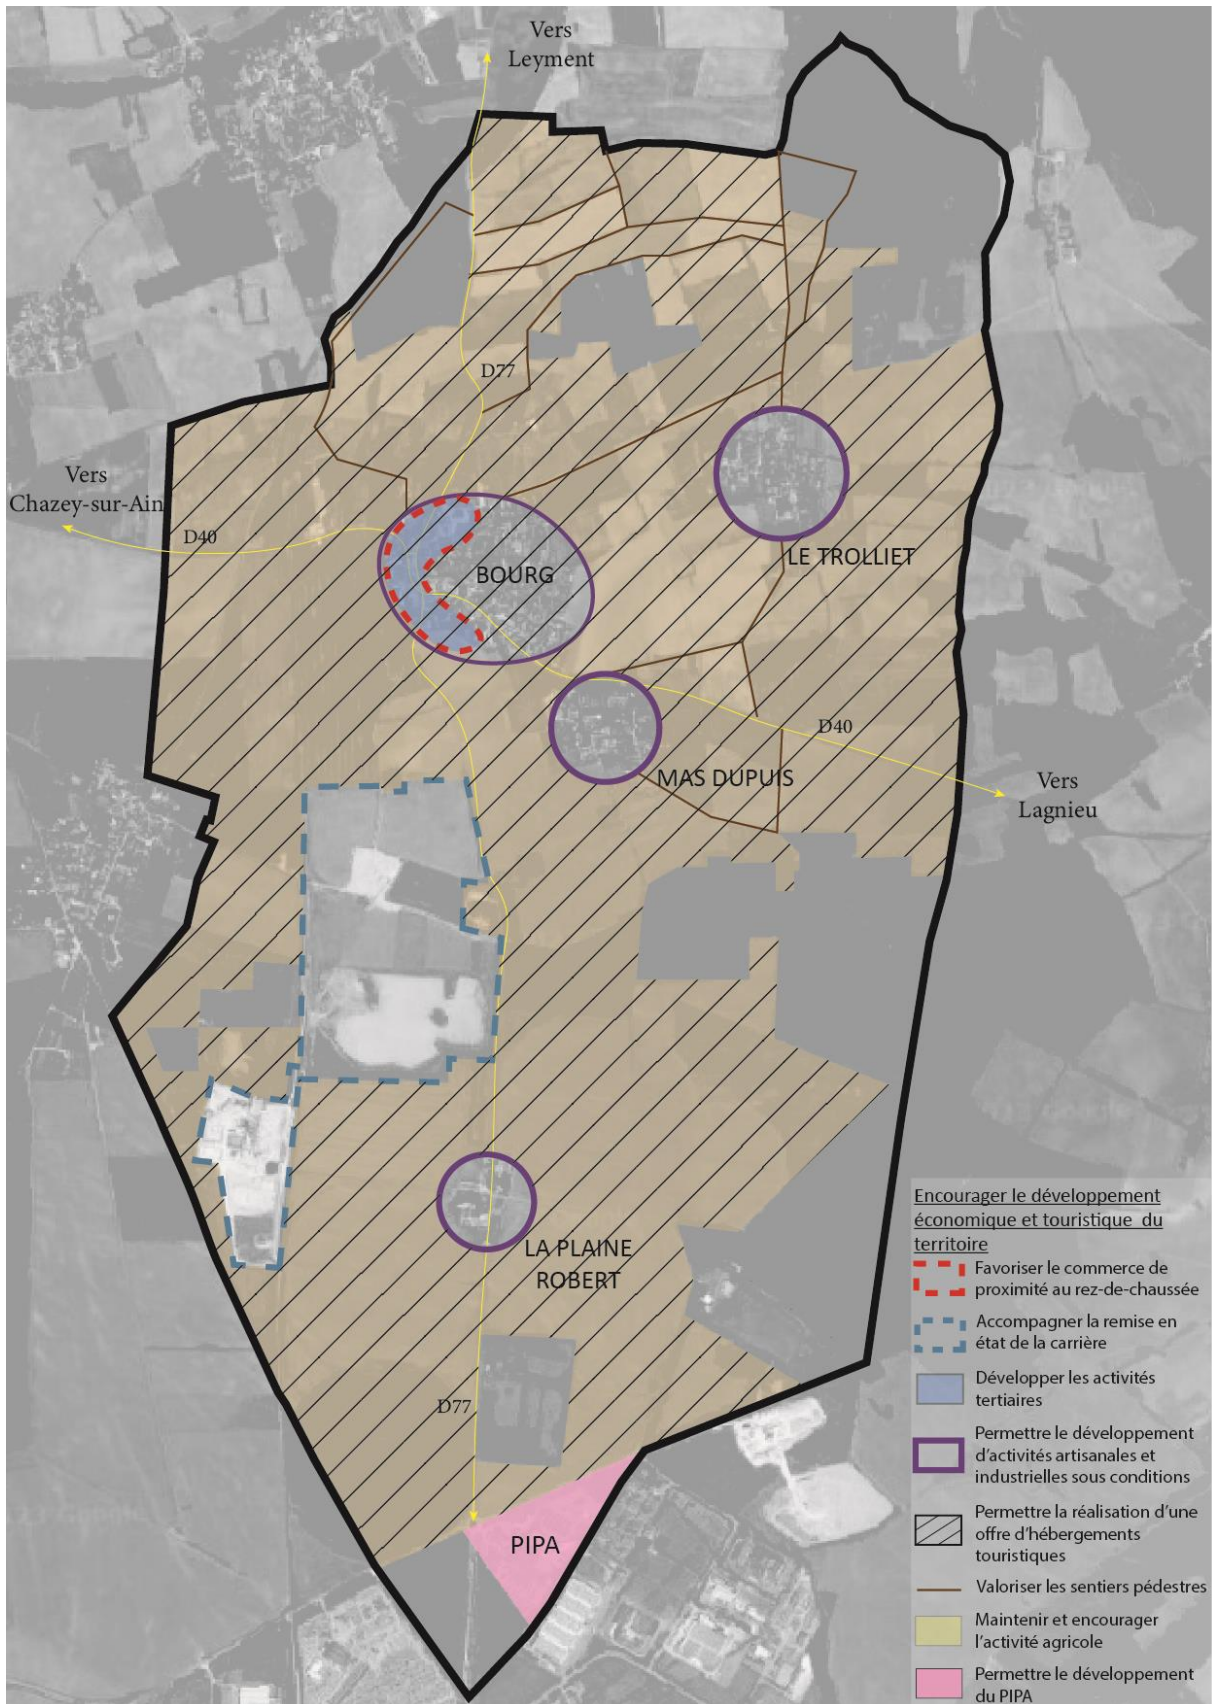 Vers
Leyment
D77
Vers
Chazey-sur-Ain
D40
LE TROLLIET
BOURG
D40
MAS DUPUIS
Vers
Lagnieu
LA PLAINE
ROBERT
D77
PIPA
Encourager le développement
économique et touristique du
territoire
Favoriser le commerce de
proximité au rez-de-chaussée
Accompagner la remise en
état de la carrière
Développer les activités
tertiaires
Permettre le développement
d'activités artisanales et
industrielles sous conditions
Permettre la réalisation d'une
offre d'hébergements
touristiques
Valoriser les sentiers pédestres
Maintenir et encourager
l'activité agricole
Permettre le développement
du PIPA